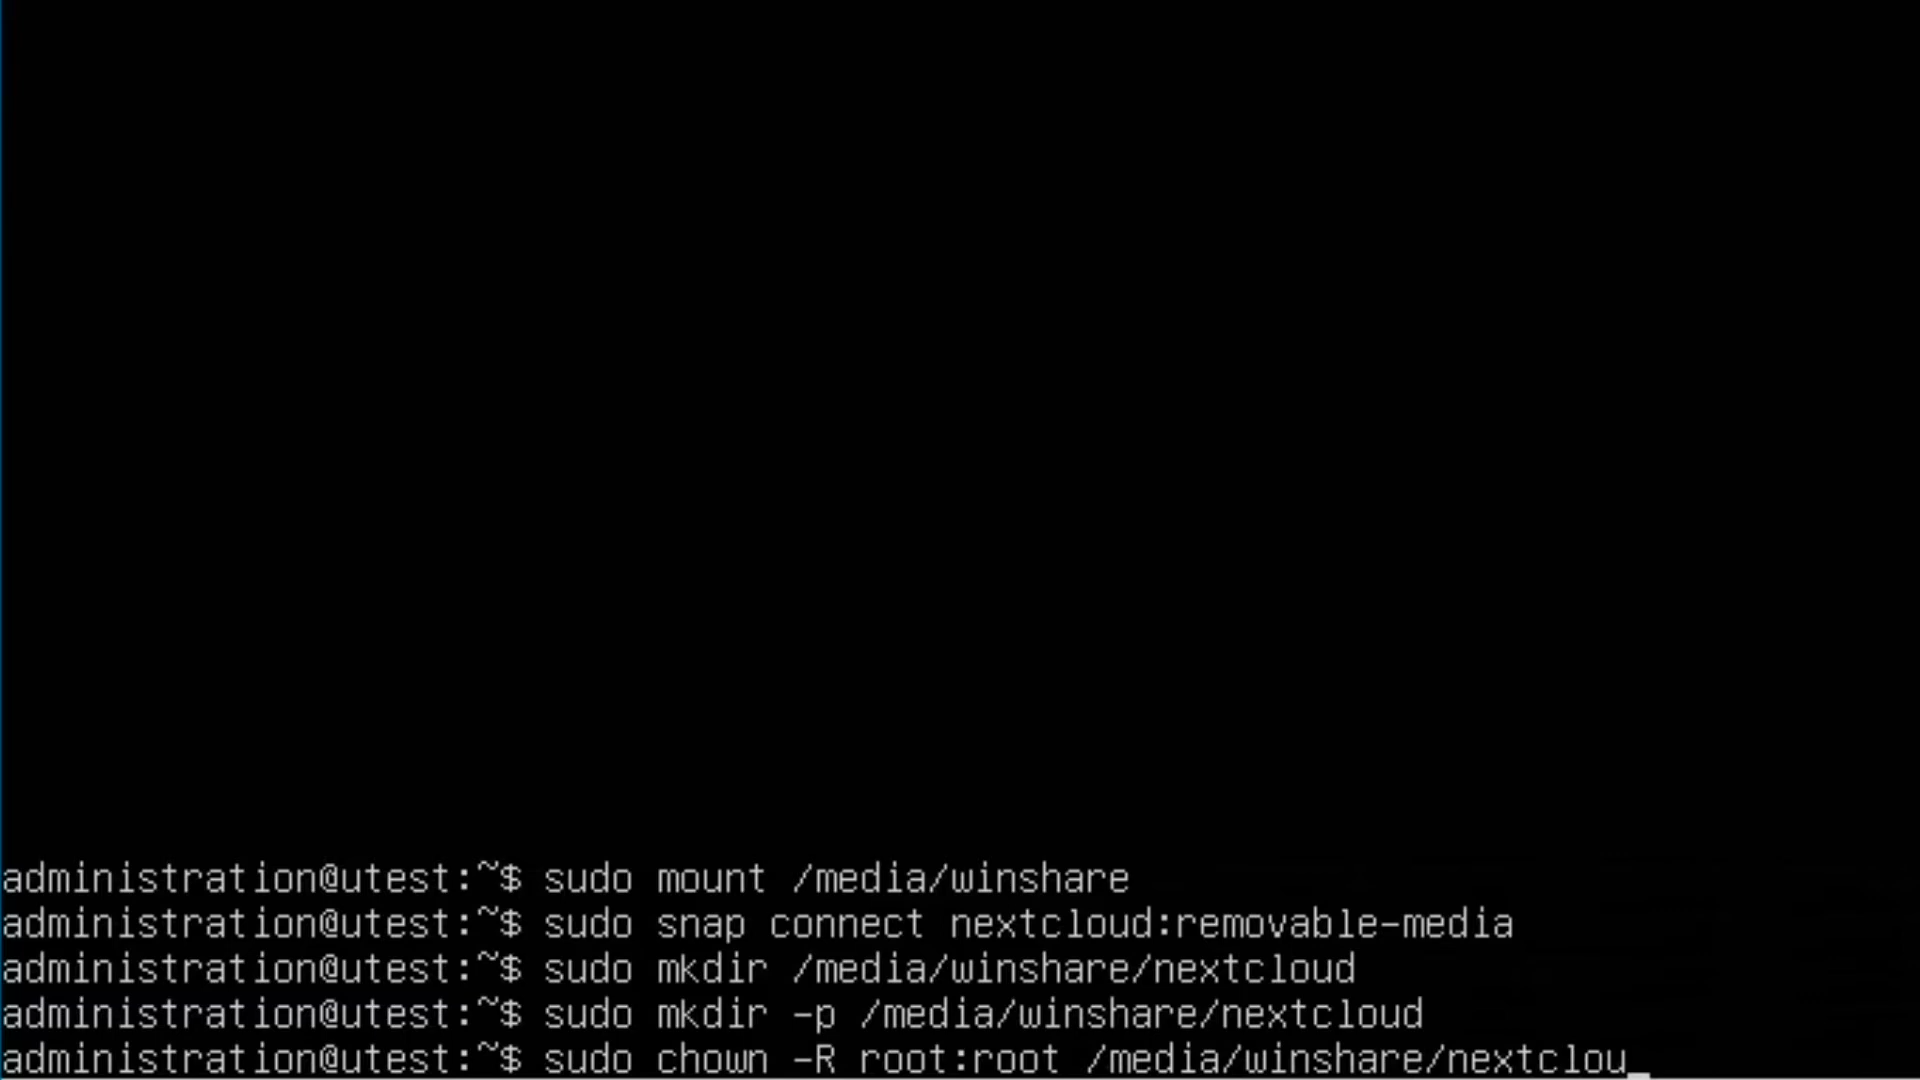 administration@utest:~$ sudo mount /media/winshare
administration@utest:~$ sudo snap connect nextcloud:removable-media
administration@utest:~$ sudo mkdir /media/winshare/nextcloud
administration@utest:~$ sudo mkdir -p /media/winshare/nextcloud
administration@utest:~$ sudo chown -R root:root /media/winshare/nextclou_